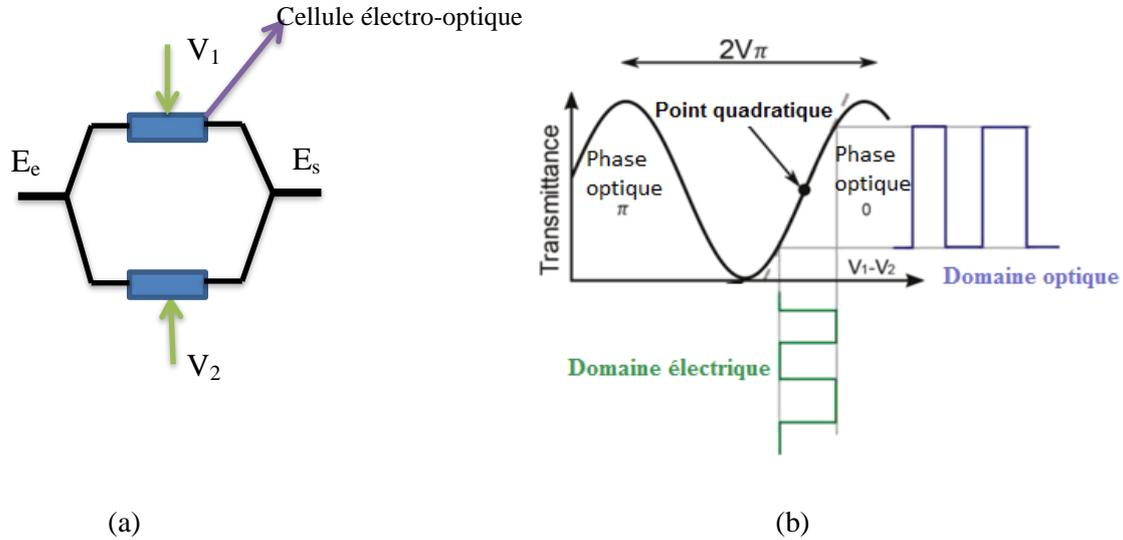 Cellule électro-optique
V1
Ee
Es
V2
(a)
2Vπ
Point quadratique
Transmittance
Phase
optique
π
Phase
optique
0
V1-V2
Domaine optique
Domaine électrique
(b)